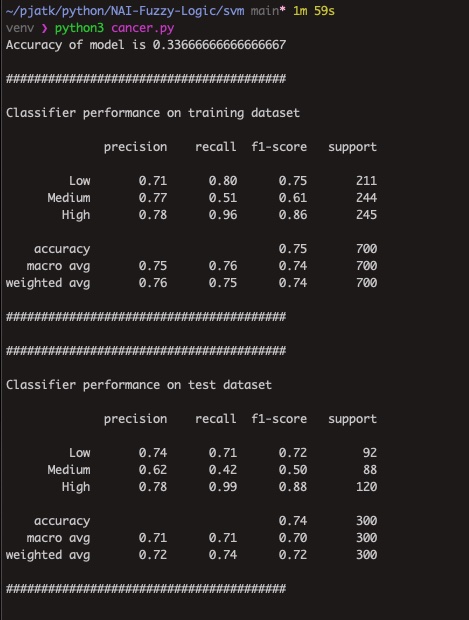 ~/pjatk/python/NAI-Fuzzy-Logic/svm main* 1m 59s
venv ❯ python3 cancer.py
Accuracy of model is 0.33666666666666667
########################################
Classifier performance on training dataset
precision recall f1-score support
Low 0.71 0.80 0.75 211
Medium 0.77 0.51 0.61 244
High 0.78 0.96 0.86 245
accuracy 0.75 700
macro avg 0.75 0.76 0.74 700
weighted avg 0.76 0.75 0.74 700
########################################
########################################
Classifier performance on test dataset
precision recall f1-score support
Low 0.74 0.71 0.72 92
Medium 0.62 0.42 0.50 88
High 0.78 0.99 0.88 120
accuracy 0.74 300
macro avg 0.71 0.71 0.70 300
weighted avg 0.72 0.74 0.72 300
########################################